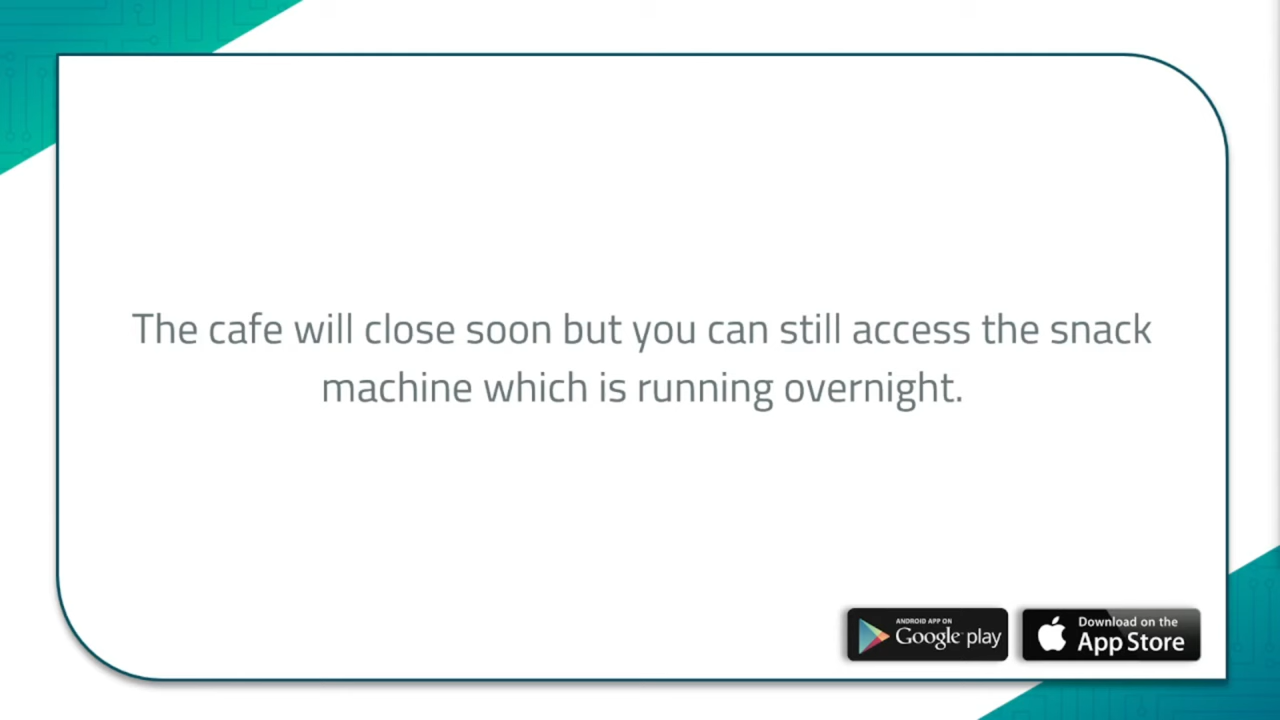 The cafe will close soon but you can still access the snack
machine which is running overnight.
ANDROID APP ON
Google play
Download on the
App Store